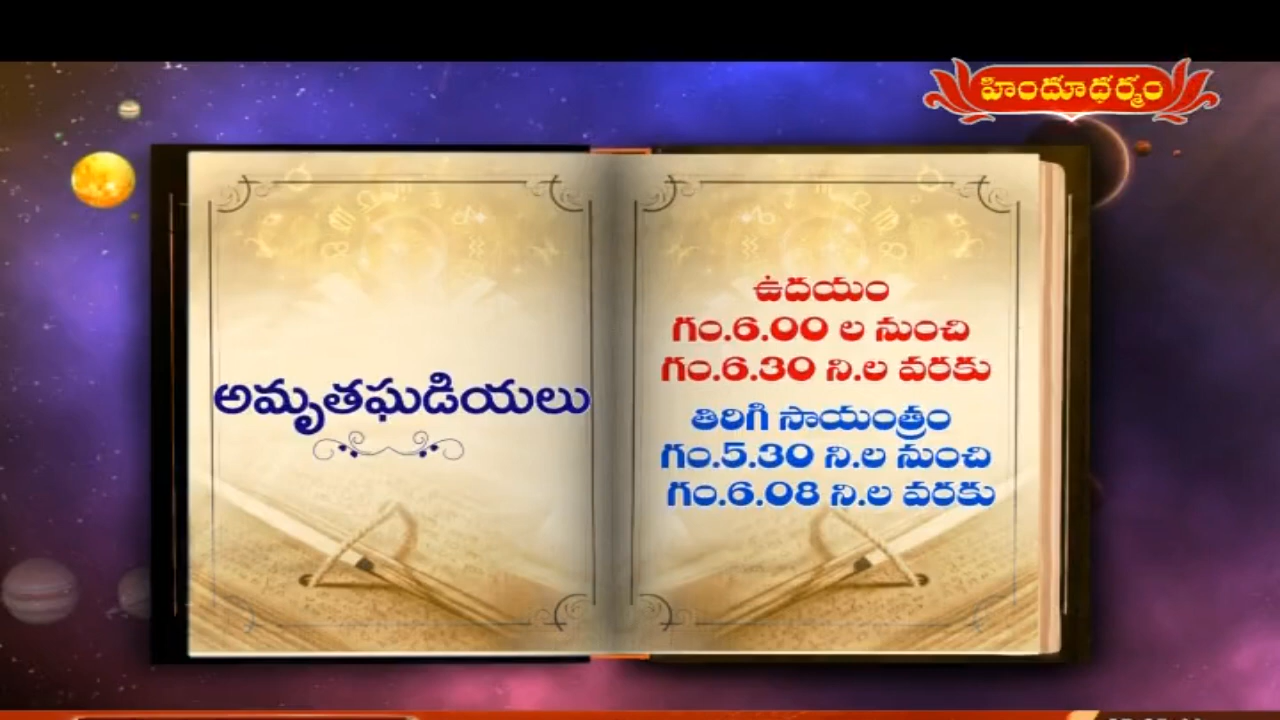 హిందూధర్మం
అమృతఘడియలు
ఉదయం
గం.6.00 ల నుంచి
గం.6.30 ని.ల వరకు
తిరిగి సాయంత్రం
గం.5.30 ని.ల నుంచి
గం.6.08 ని.ల వరకు